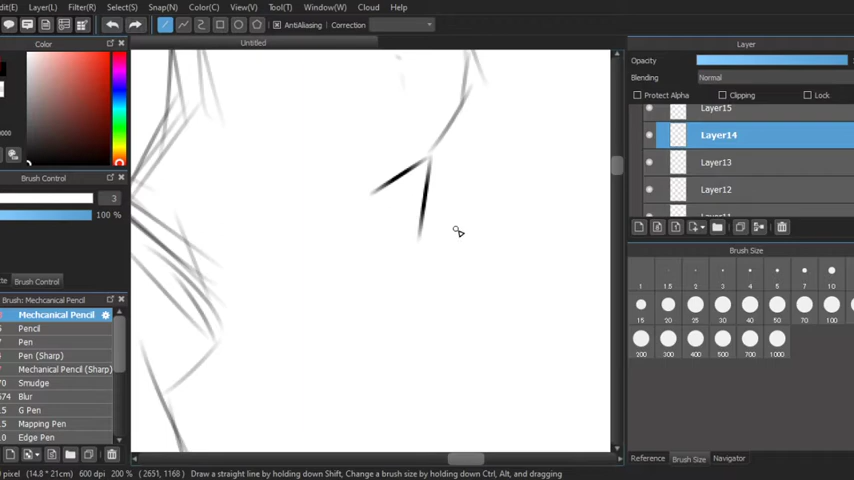 (E) Layer(L) Filter(R) Select(S) Snap(N) Color(C) View(V) Tool(T) Window(W) Cloud Help
AntiAliasing Correction
Untitled
Color
0000
Brush Control
3
100 %
Brush Control
Brush: Mechcanical Pencil
Mechcanical Pencil
Pencil
Pen
Pen (Sharp)
Mechanical Pencil (Sharp)
70 Smudge
574 Blur
.5 G Pen
Mapping Pen
10 Edge Pen
pixel (14.8 * 21cm) 600 dpi 200 % ( 2651, 1168 ) Draw a straight line by holding down Shift, Change a brush size by holding down Ctrl, Alt, and dragging
Layer
Opacity
Blending Normal
Protect Alpha Clipping Lock
Layer15
Layer14
Layer13
Layer12
Brush Size
1 1.5 2 3 4 5 7 10
15 20 25 30 40 50 70 100
200 300 400 500 700 1000
Reference Brush Size Navigator